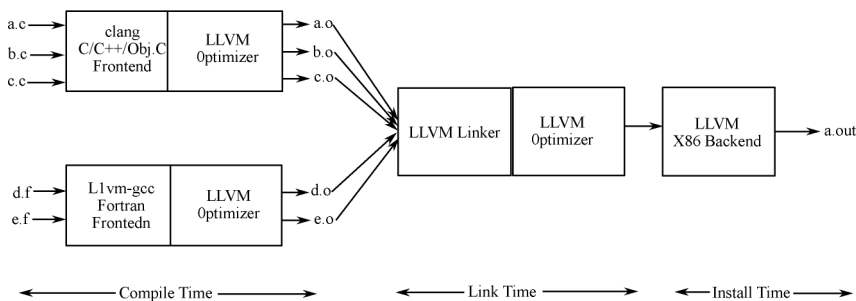 a.c
b.c
c.c
clang
C/C++/Obj.C
Frontend
LLVM
0ptimizer
a.o
b.o
c.o
d.f
e.f
L1vm-gcc
Fortran
Frontedn
LLVM
0ptimizer
d.o
e.o
LLVM Linker
LLVM
0ptimizer
LLVM
X86 Backend
a.out
Compile Time
Link Time
Install Time